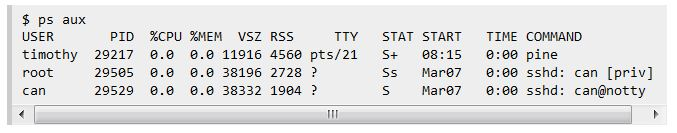 $ ps aux
USER PID %CPU %MEM VSZ RSS TTY STAT START TIME COMMAND
timothy 29217 0.0 0.0 11916 4560 pts/21 S+ 08:15 0:00 pine
root 29505 0.0 0.0 38196 2728 ? Ss Mar07 0:00 sshd: can [priv]
can 29529 0.0 0.0 38332 1904 ? S Mar07 0:00 sshd: can@notty